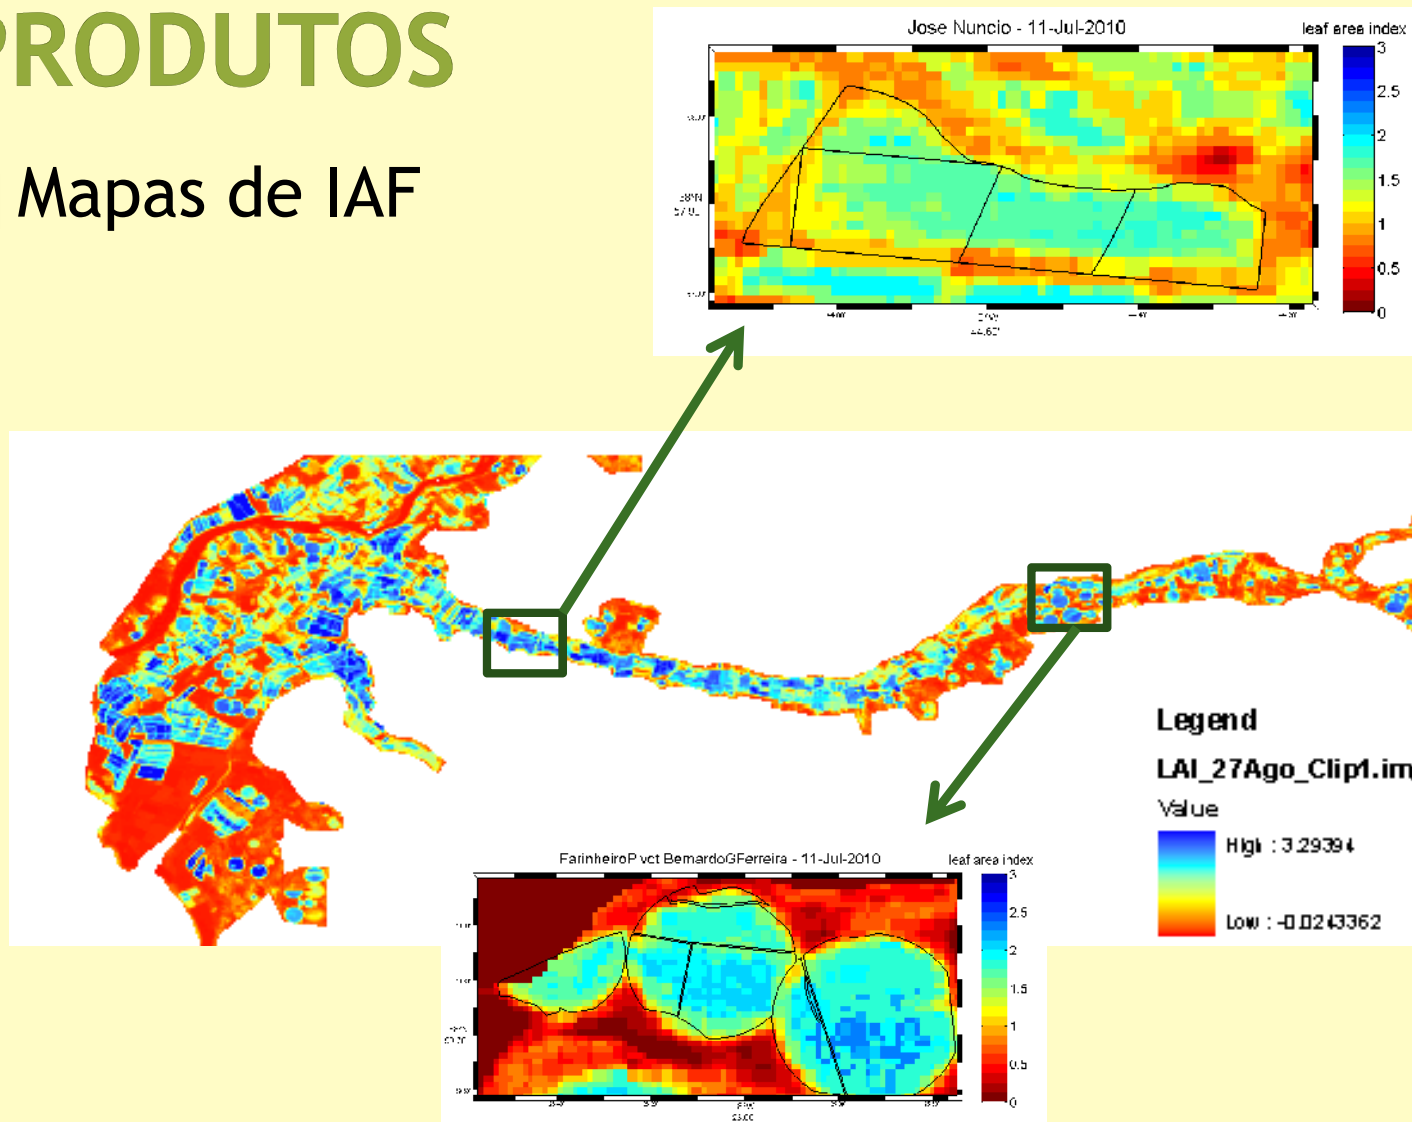 PRODUTOS
Mapas de IAF
Jose Nuncio - 11-Jul-2010
leaf area index
3
2.5
2
1.5
1
0.5
0
Legend
LAI_27Ago_Clip1.im
Value
High : 3.29394
Low : -0.0243362
FarinheiroPivct BernardoGFerreira - 11-Jul-2010
leaf area index
3
2.5
2
1.5
1
0.5
0